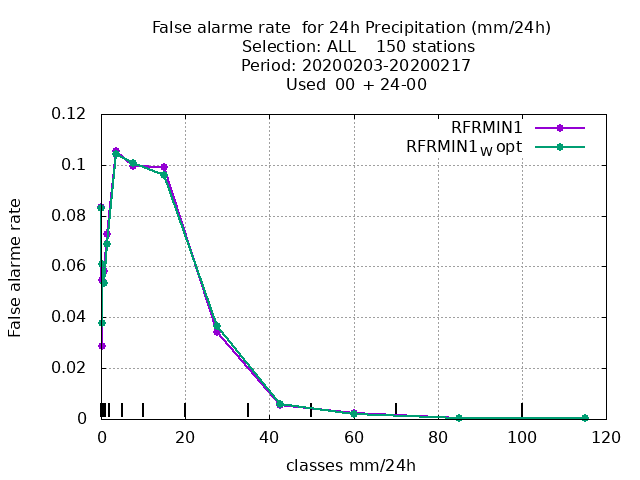 False alarme rate  for 24h Precipitation (mm/24h)
Selection: ALL    150 stations
Period: 20200203-20200217
Used  00 + 24-00
RFRMIN1
RFRMIN1W opt
0.12
0.1
0.08
0.06
0.04
0.02
0
False alarme rate
0 20 40 60 80 100 120
classes mm/24h